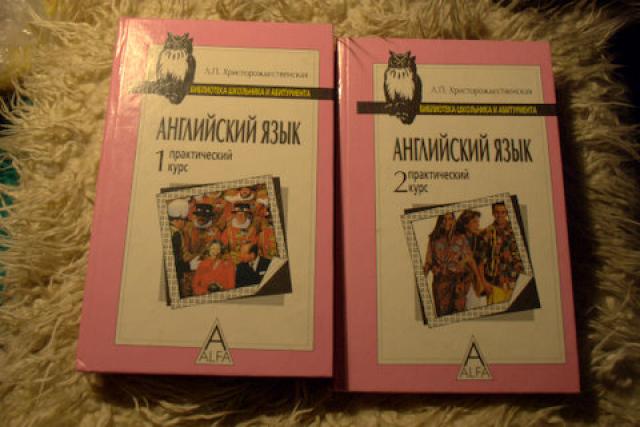 Л.П. Христорождественская
БИБЛИОТЕКА ШКОЛЬНИКА И АБИТУРИЕНТА
АНГЛИЙСКИЙ ЯЗЫК
1 практический
курс
A
ALFA
Л.П. Христорождественская
БИБЛИОТЕКА ШКОЛЬНИКА И АБИТУРИЕНТА
АНГЛИЙСКИЙ ЯЗЫК
2 практический
курс
A
ALFA